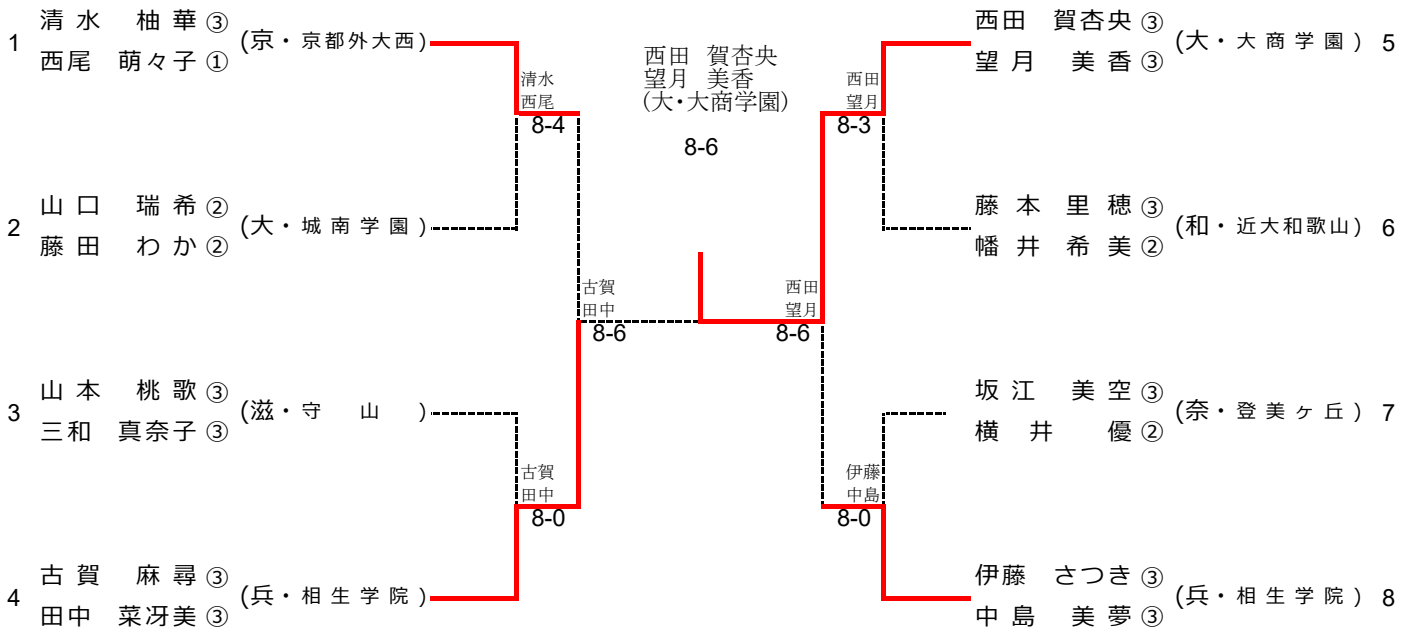 1 清水 柚華③ (京・京都外大西)
西尾 萌々子①
2 山口 瑞希② (大・城南学園)
藤田 わか②
3 山本 桃歌③ (滋・守 山)
三和 真奈子③
4 古賀 麻尋③ (兵・相生学院)
田中 菜冴美③
清水
西尾
8-4
古賀
田中
8-0
古賀
田中
8-6
西田 賀杏央
望月 美香
(大・大商学園)
8-6
西田
望月
8-6
西田
望月
8-3
伊藤
中島
8-0
西田 賀杏央③ (大・大商学園) 5
望月 美香③
藤本 里穂③ (和・近大和歌山) 6
幡井 希美②
坂江 美空③ (奈・登美ヶ丘) 7
横井 優②
伊藤 さつき③ (兵・相生学院) 8
中島 美夢③